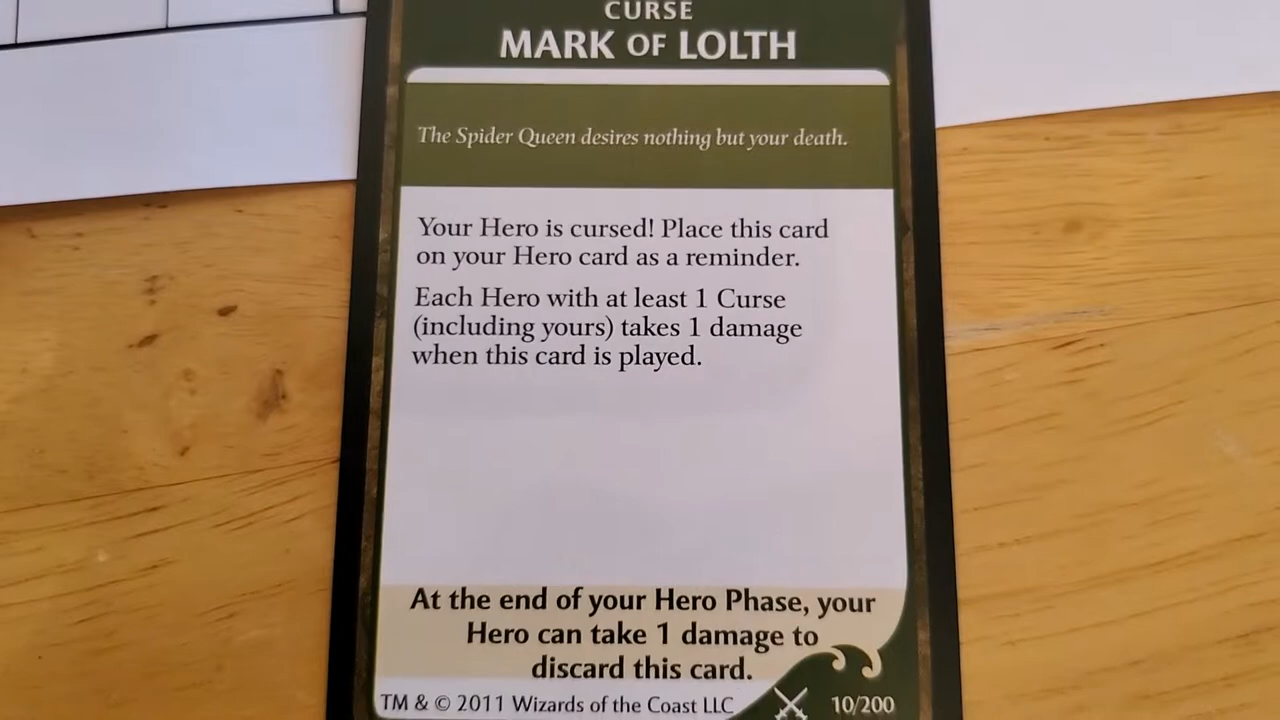 CURSE
MARK OF LOLTH
The Spider Queen desires nothing but your death.
Your Hero is cursed! Place this card
on your Hero card as a reminder.
Each Hero with at least 1 Curse
(including yours) takes 1 damage
when this card is played.
At the end of your Hero Phase, your
Hero can take 1 damage to
discard this card.
TM & © 2011 Wizards of the Coast LLC
10/200